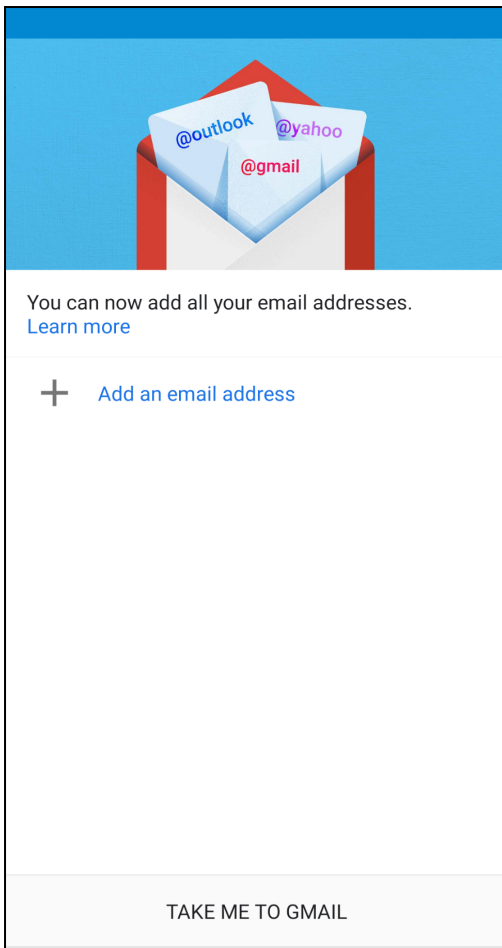 @outlook
@yahoo
@gmail
You can now add all your email addresses.
Learn more
Add an email address
TAKE ME TO GMAIL